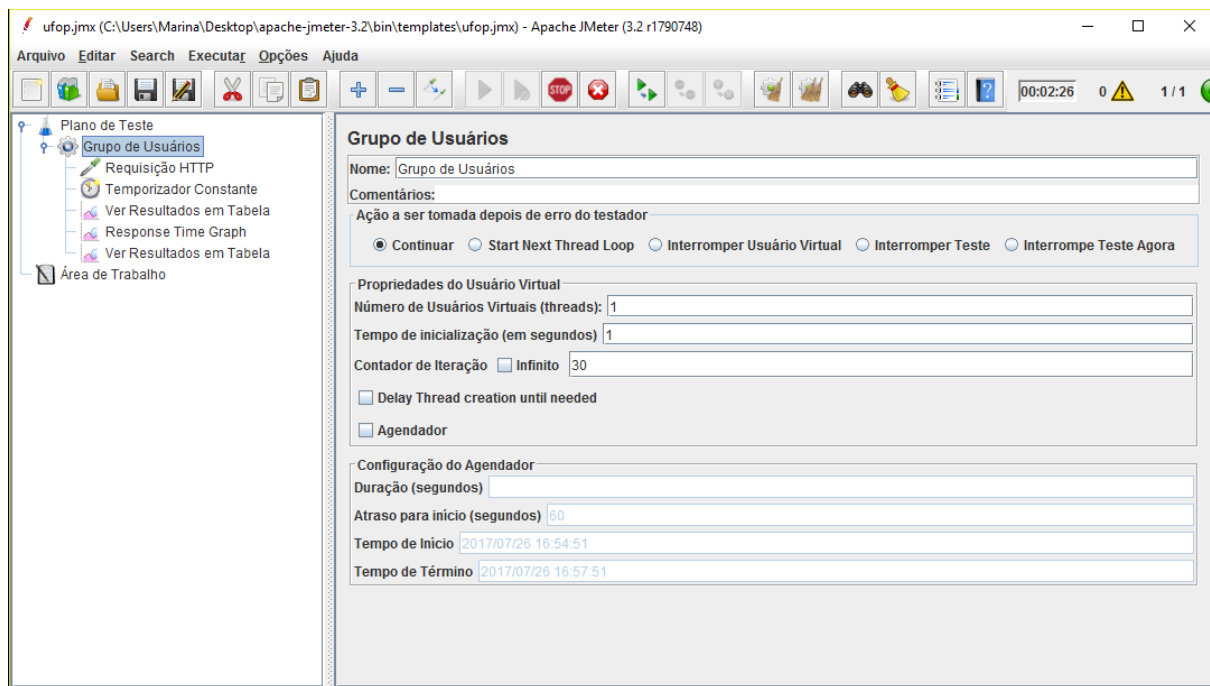 ufop.jmx (C:\Users\Marina\Desktop\apache-jmeter-3.2\bin\templates\ufop.jmx) - Apache JMeter (3.2 r1790748)
Arquivo Editar Search Executar Opções Ajuda
STOP 00:02:26 0 1 / 1
Plano de Teste
Grupo de Usuários
Requisição HTTP
Temporizador Constante
Ver Resultados em Tabela
Response Time Graph
Ver Resultados em Tabela
Área de Trabalho
Grupo de Usuários
Nome: Grupo de Usuários
Comentários:
Ação a ser tomada depois de erro do testador
Continuar Start Next Thread Loop Interromper Usuário Virtual Interromper Teste Interrompe Teste Agora
Propriedades do Usuário Virtual
Número de Usuários Virtuais (threads): 1
Tempo de inicialização (em segundos) 1
Contador de Iteração Infinito 30
Delay Thread creation until needed
Agendador
Configuração do Agendador
Duração (segundos)
Atraso para início (segundos) 60
Tempo de Início 2017/07/26 16:54:51
Tempo de Término 2017/07/26 16:57:51